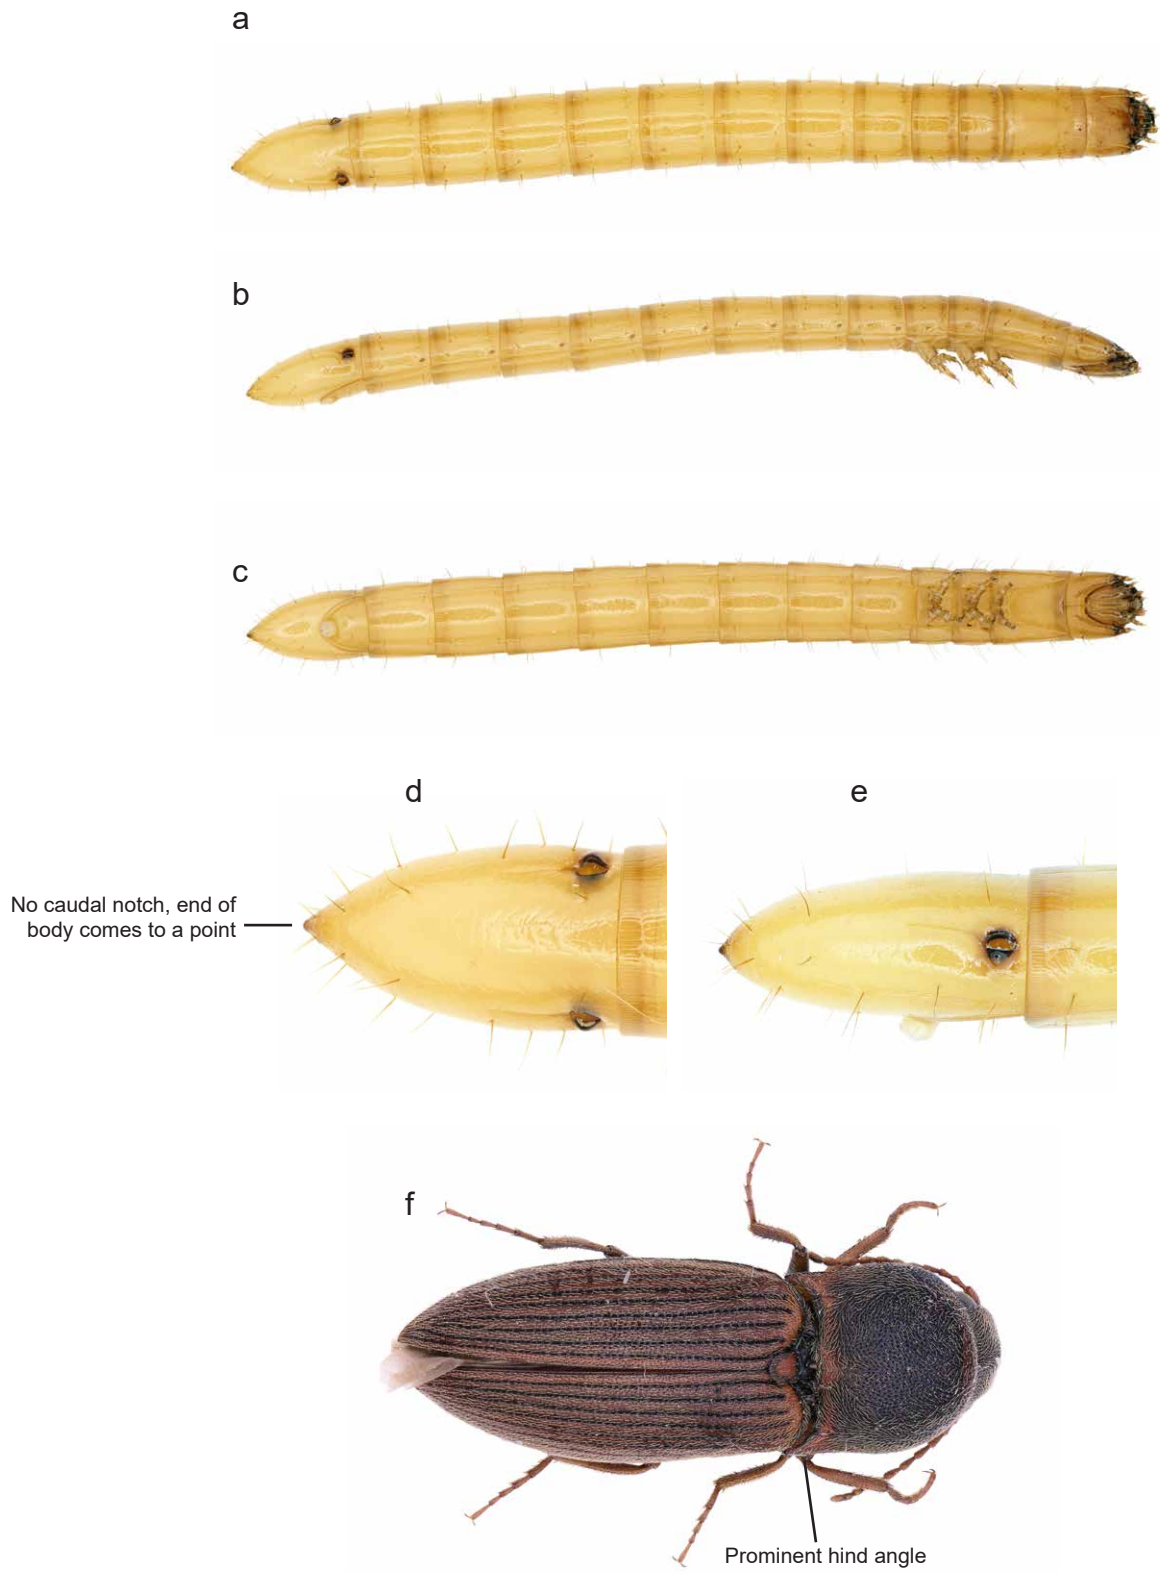 a
b
c
d
e
No caudal notch, end of
body comes to a point
f
Prominent hind angle